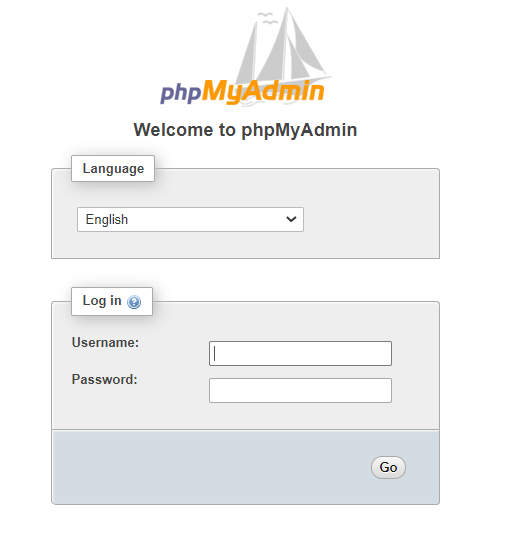 phpMyAdmin
Welcome to phpMyAdmin
Language
English
Log in
Username:
Password:
Go